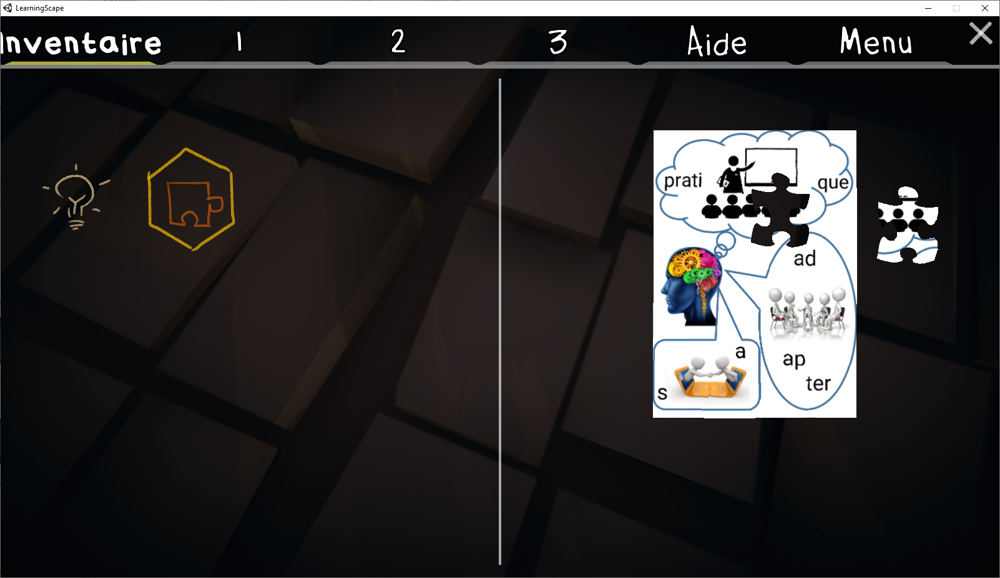 LearningScape
Inventaire 1 2 3 Aide Menu
prati que
ad
ap
ter
a
s